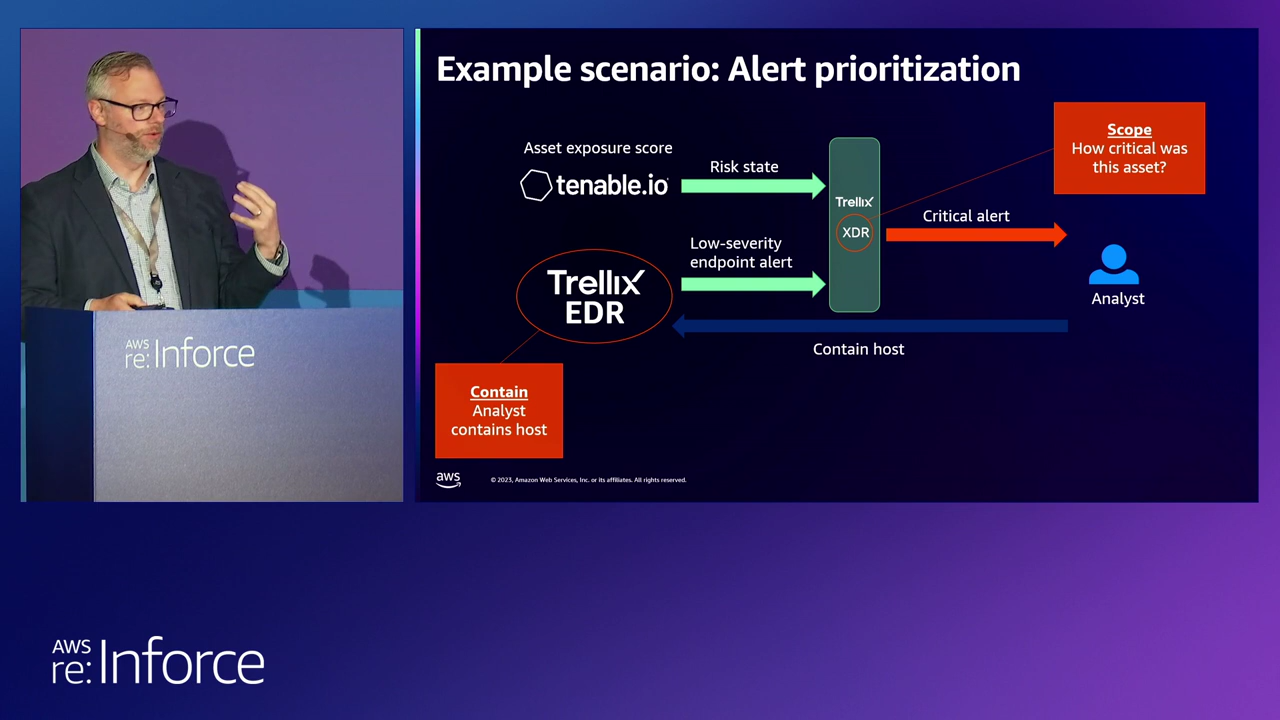 Example scenario: Alert prioritization
Asset exposure score
tenable.io
Risk state
Low-severity
endpoint alert
Trellix
EDR
Trellix
XDR
Scope
How critical was
this asset?
Critical alert
Analyst
Contain host
Contain
Analyst
contains host
aws
© 2023, Amazon Web Services, Inc. or its affiliates. All rights reserved.
AWS
re:Inforce
AWS
re:Inforce